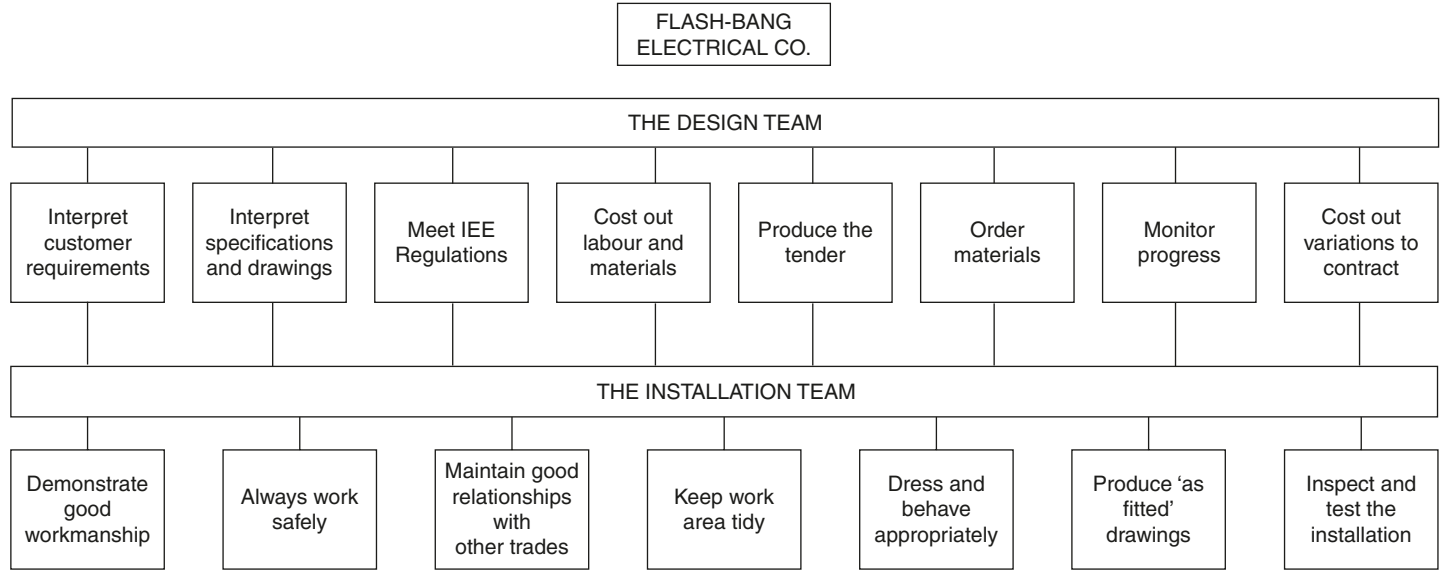 FLASH-BANG
ELECTRICAL CO.
THE DESIGN TEAM
Interpret
customer
requirements
Interpret
specifications
and drawings
Meet IEE
Regulations
Cost out
labour and
materials
Produce the
tender
Order
materials
Monitor
progress
Cost out
variations to
contract
THE INSTALLATION TEAM
Demonstrate
good
workmanship
Always work
safely
Maintain good
relationships
with
other trades
Keep work
area tidy
Dress and
behave
appropriately
Produce ‘as
fitted’
drawings
Inspect and
test the
installation